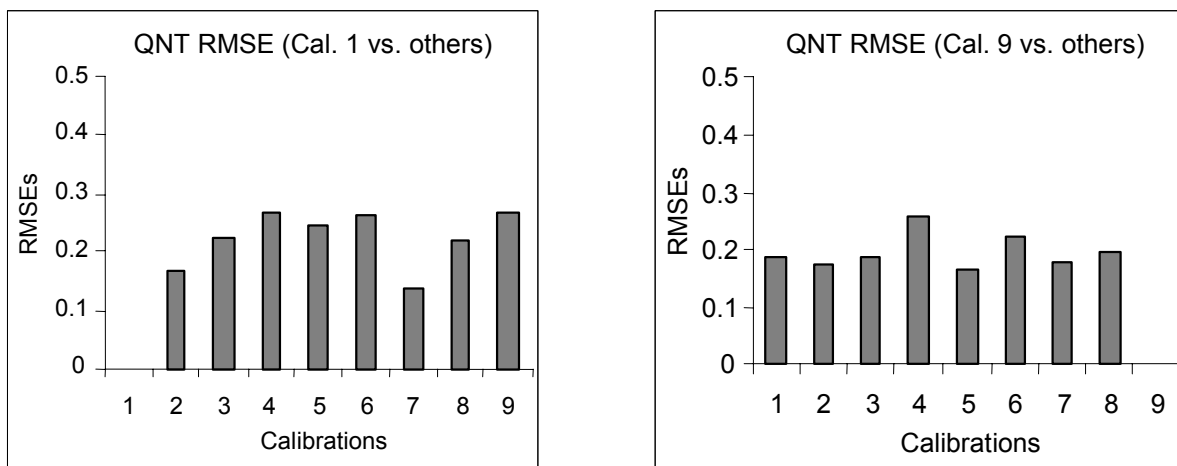 QNT RMSE (Cal. 1 vs. others)
0.5
0.4
0.3
0.2
0.1
0
RMSEs
1 2 3 4 5 6 7 8 9
Calibrations
QNT RMSE (Cal. 9 vs. others)
0.5
0.4
0.3
0.2
0.1
0
RMSEs
1 2 3 4 5 6 7 8 9
Calibrations